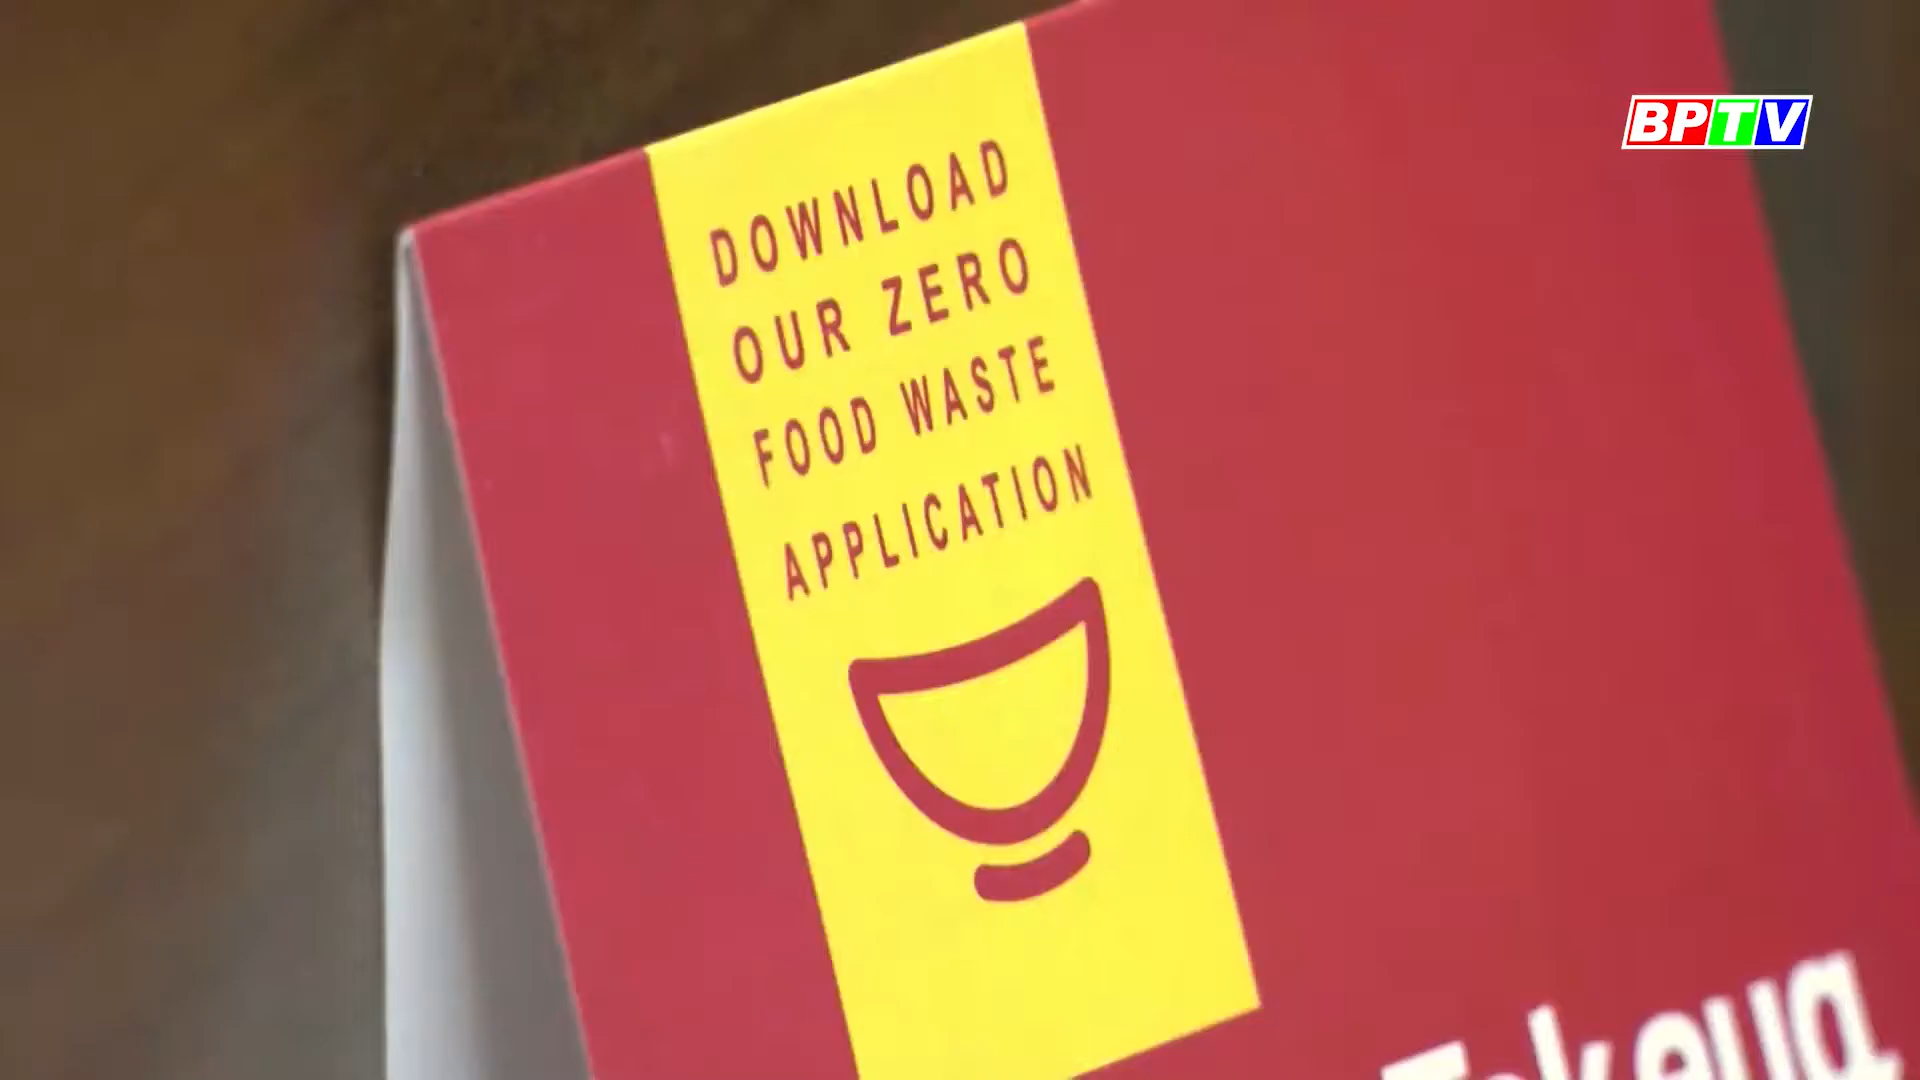 BPTV
DOWNLOAD
OUR ZERO
FOOD WASTE
APPLICATION